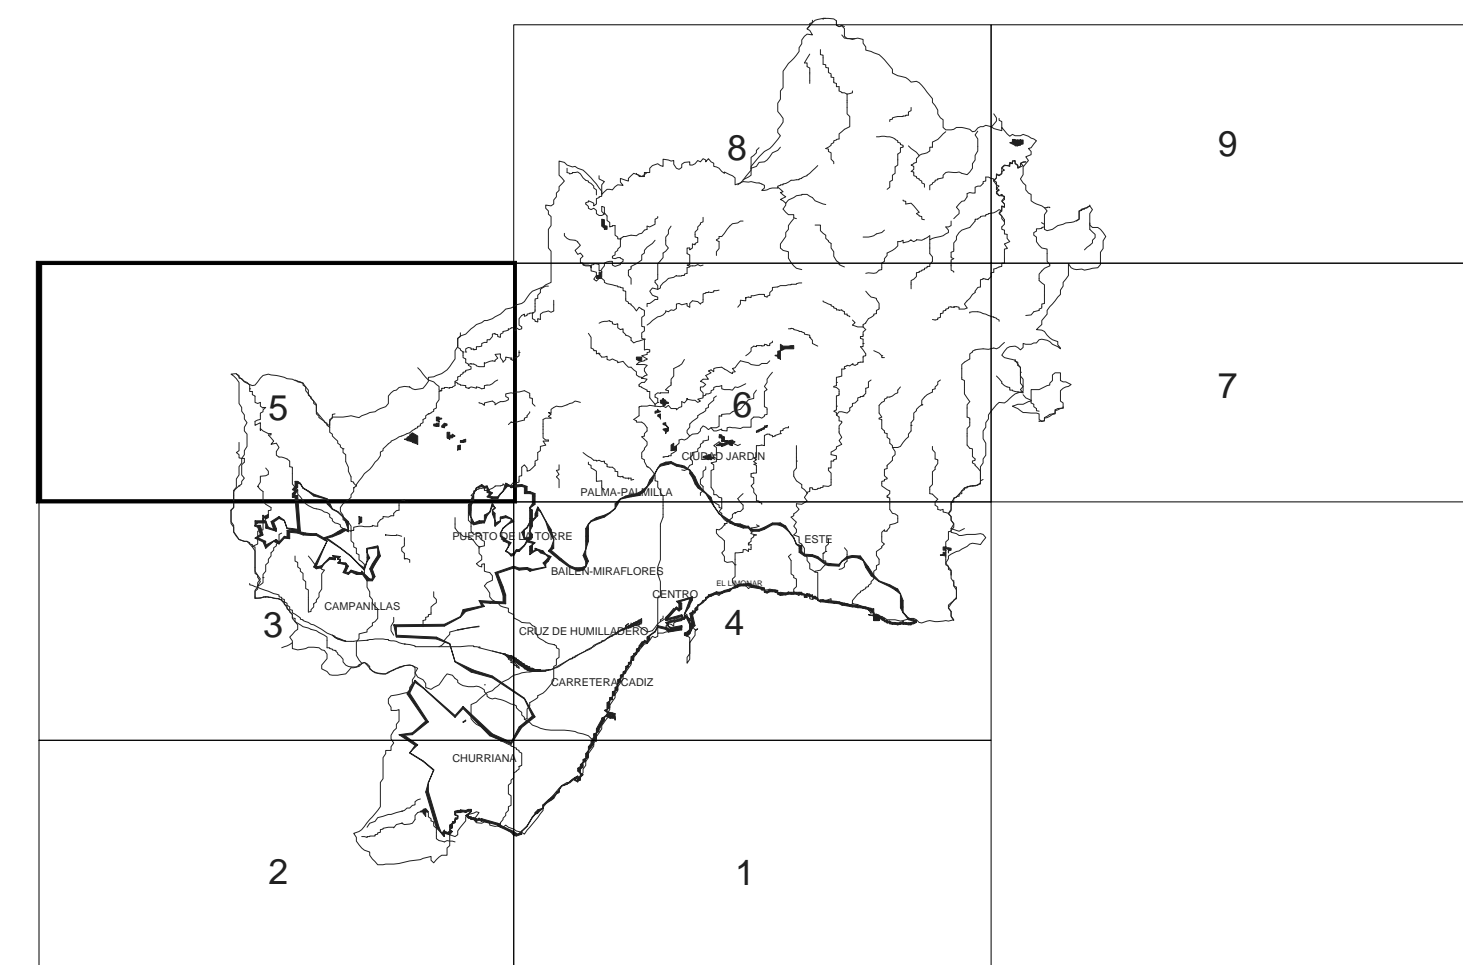 8
9
5
6
7
CIUDAD JARDIN
PALMA-PALMILLA
PUERTO DE LA TORRE
ESTE
BAILEN-MIRAFLORES
EL LIMONAR
CENTRO
CAMPANILLAS
3
4
CRUZ DE HUMILLADERO
CARRETERA CADIZ
CHURRIANA
2
1